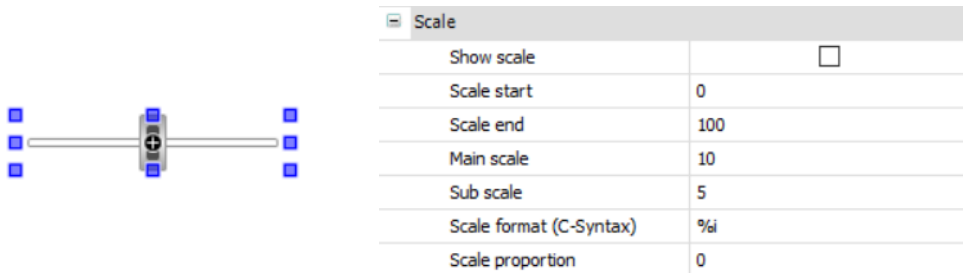 Scale
Show scale
Scale start 0
Scale end 100
Main scale 10
Sub scale 5
Scale format (C-Syntax) %i
Scale proportion 0